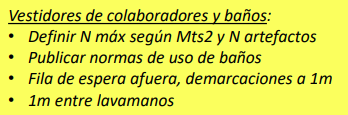 Vestidores de colaboradores y baños:
• Definir N máx según Mts2 y N artefactos
• Publicar normas de uso de baños
• Fila de espera afuera, demarcaciones a 1m
• 1m entre lavamanos